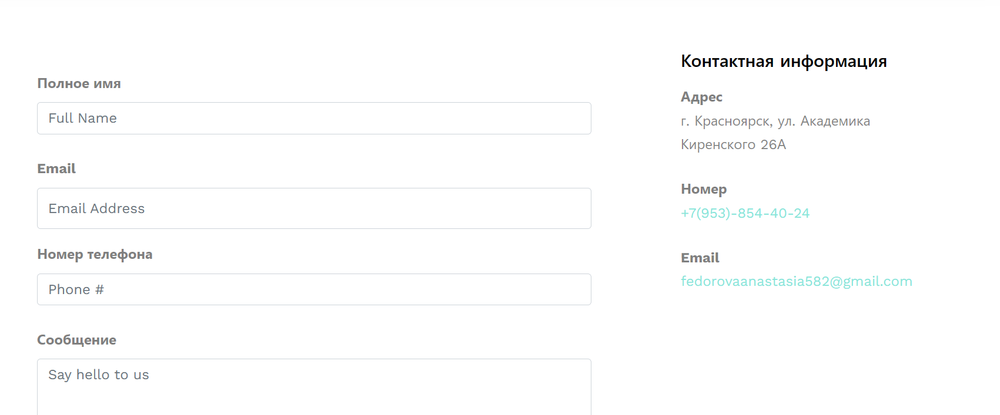 Полное имя
Full Name
Email
Email Address
Номер телефона
Phone #
Сообщение
Say hello to us
Контактная информация
Адрес
г. Красноярск, ул. Академика
Киренского 26А
Номер
+7(953)-854-40-24
Email
fedorovaanastasia582@gmail.com